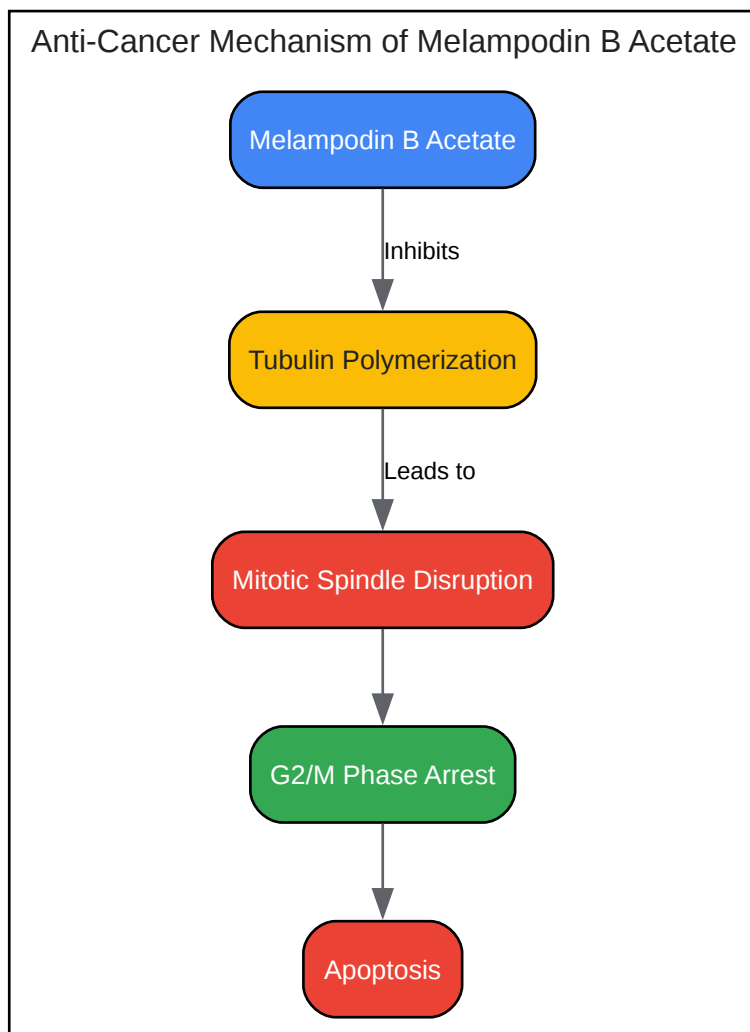 Anti-Cancer Mechanism of Melampodin B Acetate
Melampodin B Acetate
Inhibits
Tubulin Polymerization
Leads to
Mitotic Spindle Disruption
G2/M Phase Arrest
Apoptosis